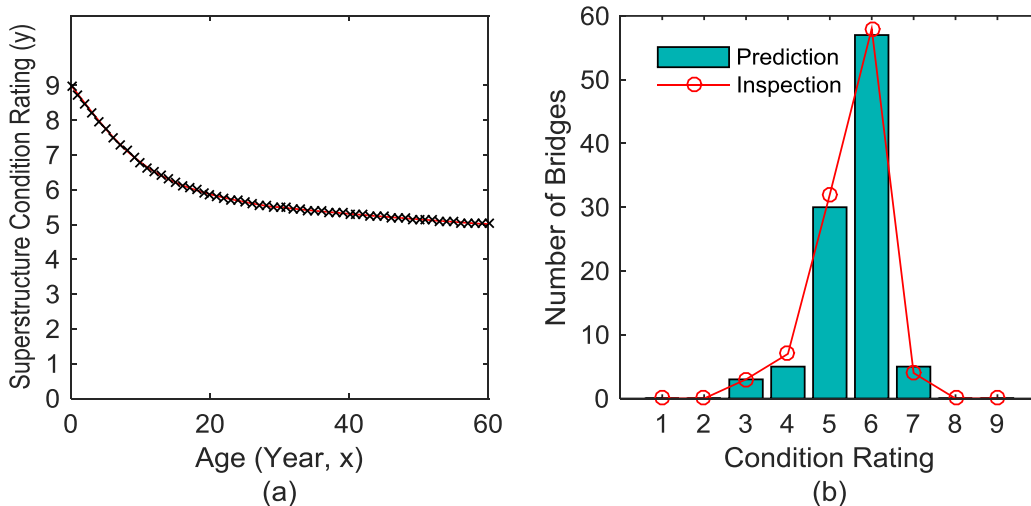 Superstructure Condition Rating (y)
9
8
7
6
5
4
3
2
1
0
0 20 40 60
Age (Year, x)
(a)
Number of Bridges
60
50
40
30
20
10
0
Prediction
Inspection
1 2 3 4 5 6 7 8 9
Condition Rating
(b)